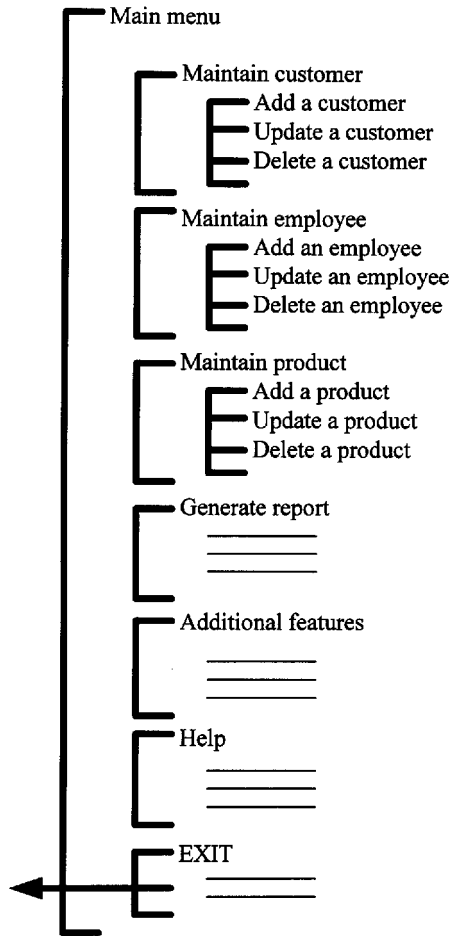 Main menu
Maintain customer
Add a customer
Update a customer
Delete a customer
Maintain employee
Add an employee
Update an employee
Delete an employee
Maintain product
Add a product
Update a product
Delete a product
Generate report
Additional features
Help
EXIT